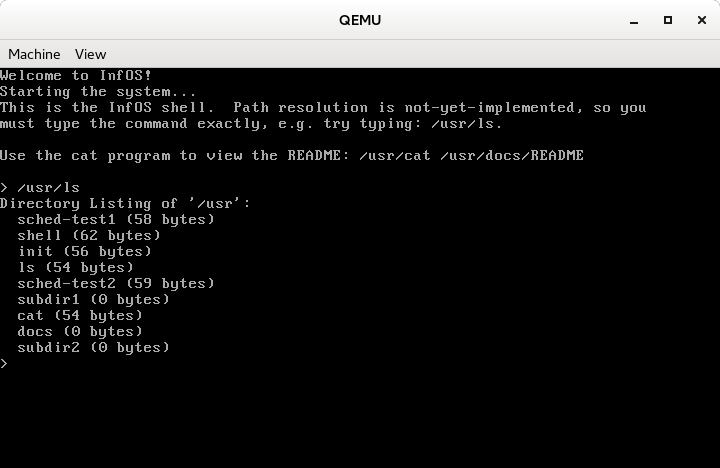 QEMU
Machine View
Welcome to InfOS!
Starting the system...
This is the InfOS shell.  Path resolution is not-yet-implemented, so you
must type the command exactly, e.g. try typing: /usr/ls.
Use the cat program to view the README: /usr/cat /usr/docs/README
> /usr/ls
Directory Listing of '/usr':
  sched-test1 (58 bytes)
  shell (62 bytes)
  init (56 bytes)
  ls (54 bytes)
  sched-test2 (59 bytes)
  subdir1 (0 bytes)
  cat (54 bytes)
  docs (0 bytes)
  subdir2 (0 bytes)
>